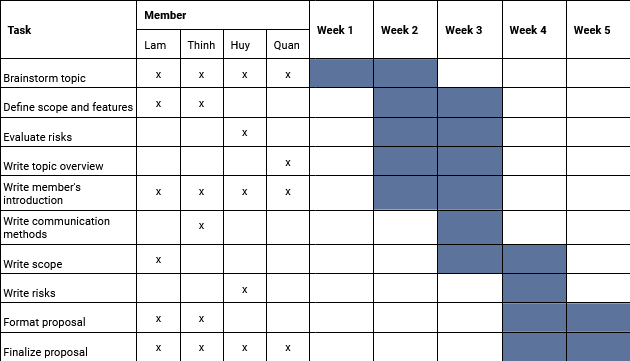 Task Member Week 1 Week 2 Week 3 Week 4 Week 5
Lam Thinh Huy Quan
Brainstorm topic x x x x
Define scope and features x x
Evaluate risks x
Write topic overview x
Write member's
introduction x x x x
Write communication
methods x
Write scope x
Write risks x
Format proposal x x
Finalize proposal x x x x